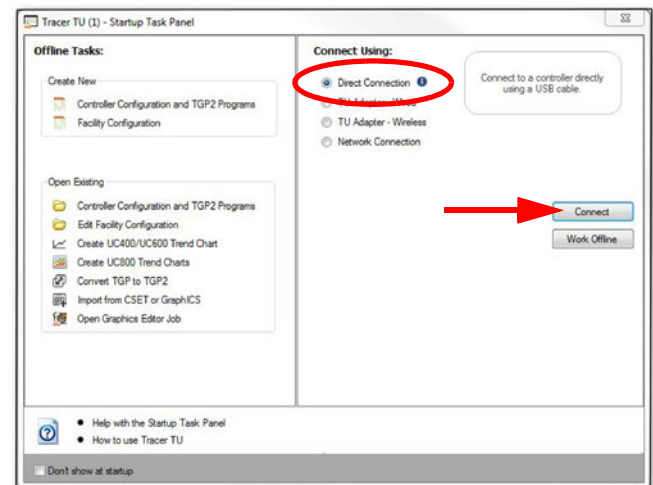 Tracer TU (1) - Startup Task Panel
Offline Tasks:
Create New
Controller Configuration and TGP2 Programs
Facility Configuration
Open Existing
Controller Configuration and TGP2 Programs
Edit Facility Configuration
Create UC400/UC600 Trend Chart
Create UC800 Trend Charts
Convert TGP to TGP2
Import from CSET or GraphICS
Open Graphics Editor Job
Connect Using:
Direct Connection
TU Adapter - Wired
TU Adapter - Wireless
Network Connection
Connect to a controller directly
using a USB cable.
Connect
Work Offline
Help with the Startup Task Panel
How to use Tracer TU
Don't show at startup